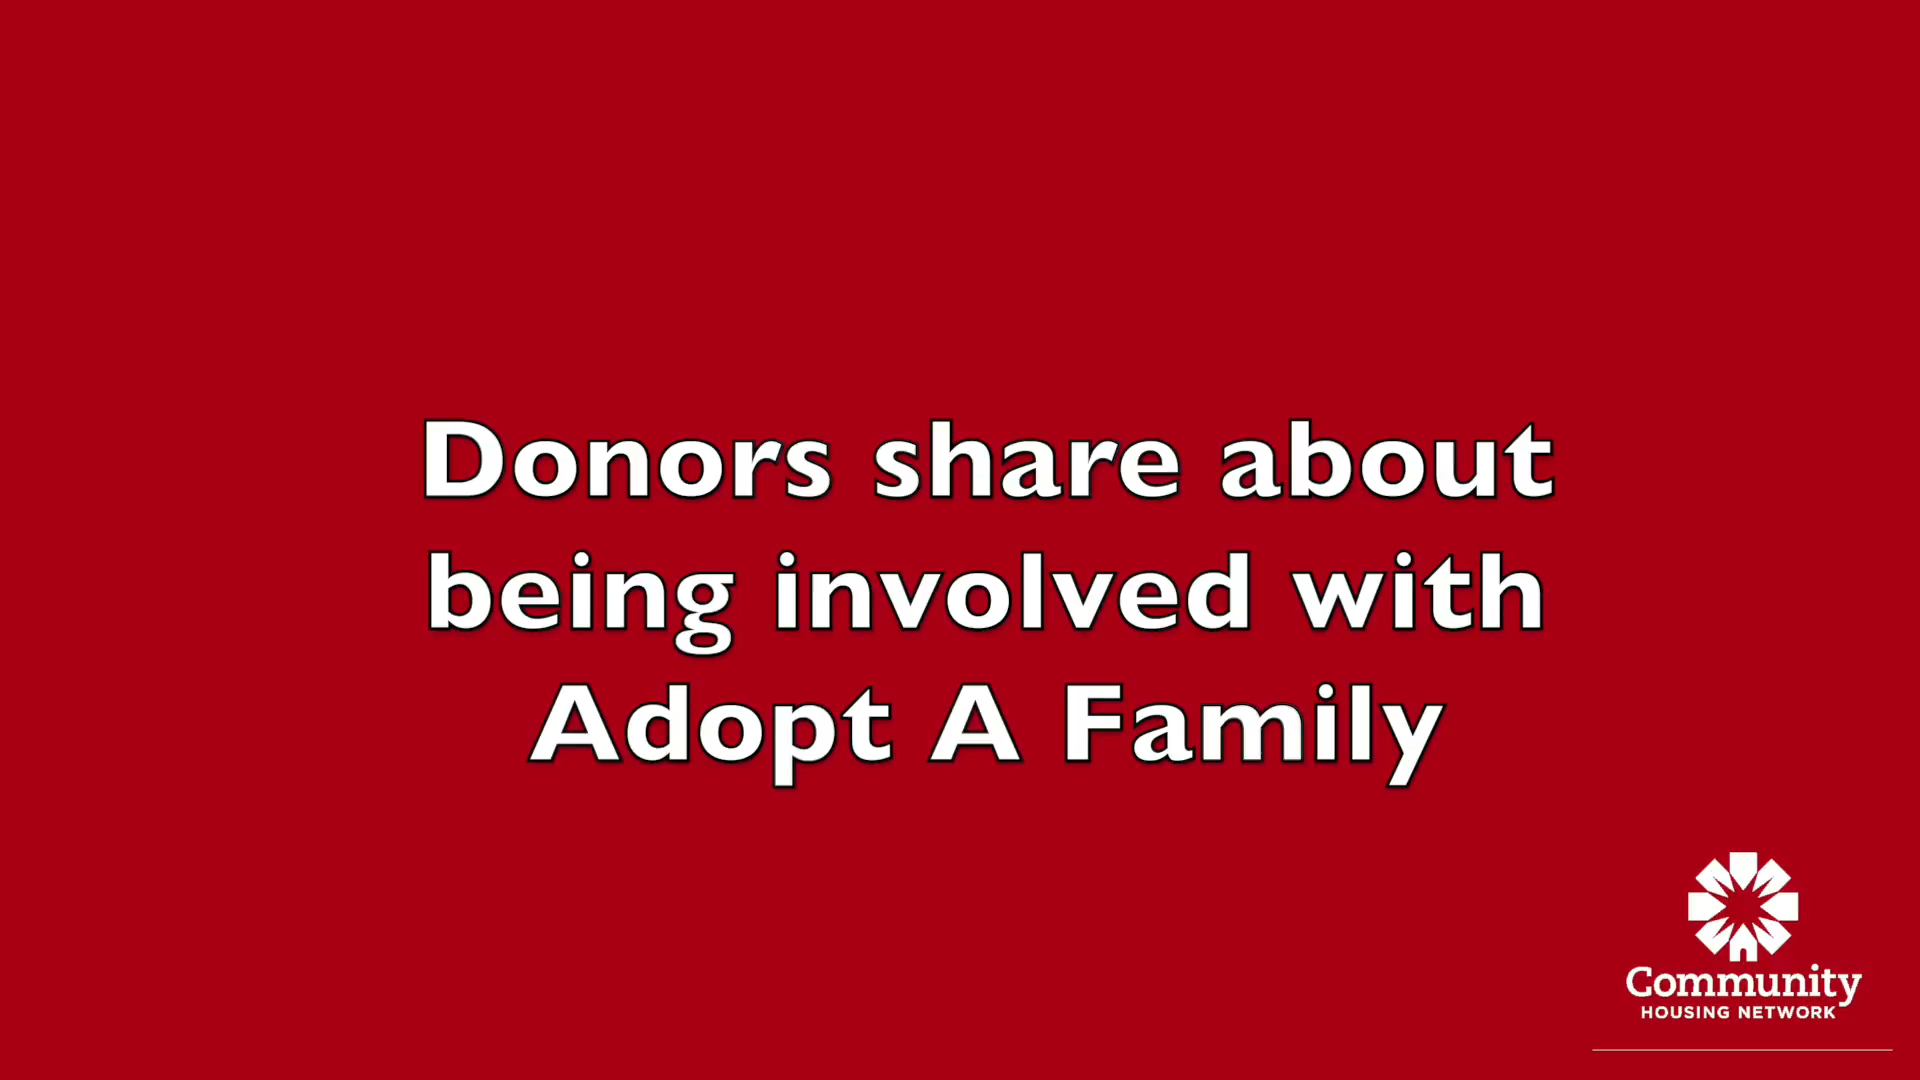 Donors share about
being involved with
Adopt A Family
Community
HOUSING NETWORK